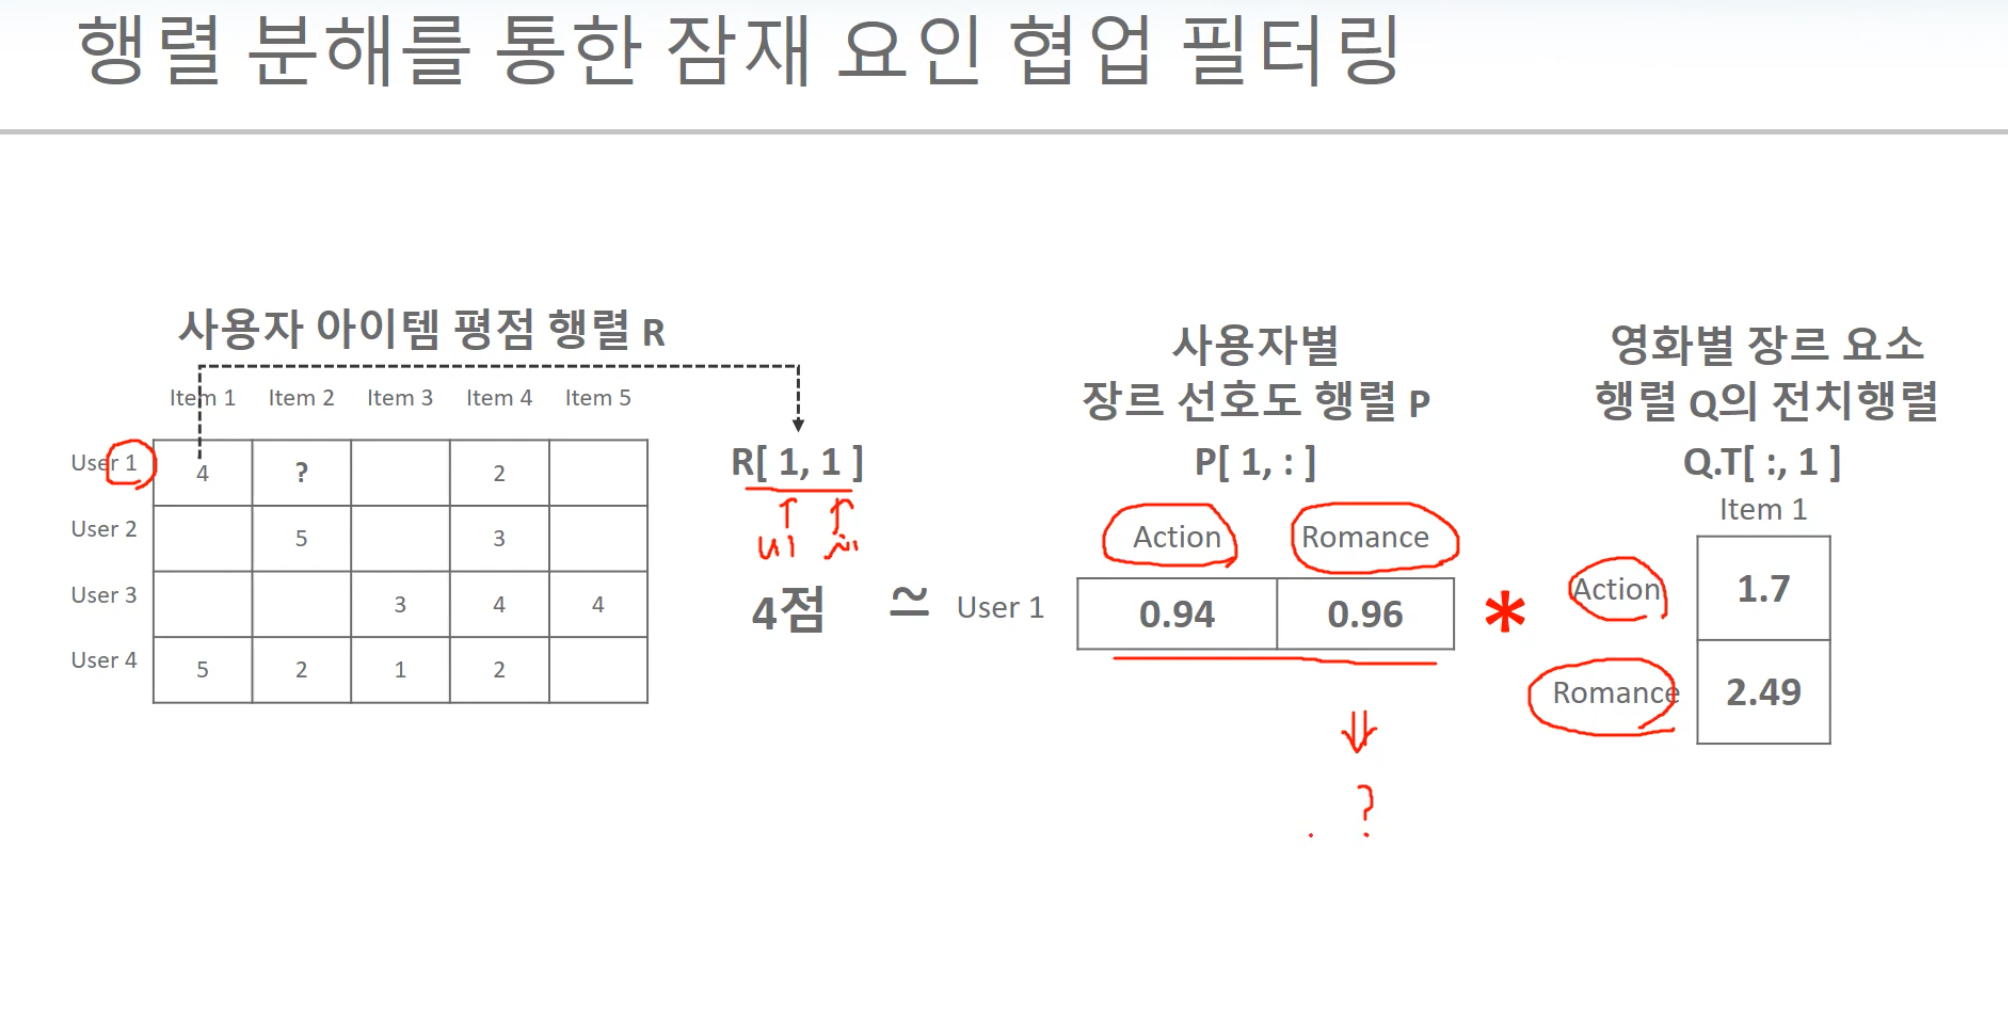 행렬 분해를 통한 잠재 요인 협업 필터링
사용자 아이템 평점 행렬 R
Item 1 Item 2 Item 3 Item 4 Item 5
User 1 4 ? 2
User 2 5 3
User 3 3 4 4
User 4 5 2 1 2
R[ 1, 1 ]
4점 ≃
사용자별
장르 선호도 행렬 P
P[ 1, : ]
Action Romance
User 1 0.94 0.96
?
*
영화별 장르 요소
행렬 Q의 전치행렬
Q.T[ :, 1 ]
Item 1
Action 1.7
Romance 2.49